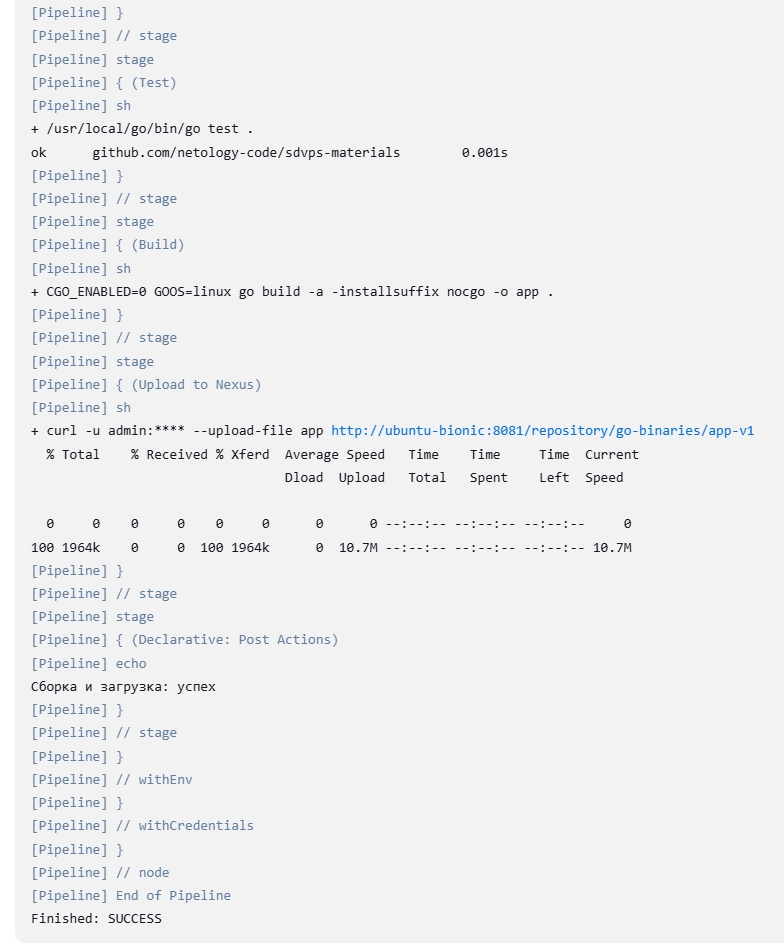 [Pipeline] }
[Pipeline] // stage
[Pipeline] stage
[Pipeline] { (Test)
[Pipeline] sh
+ /usr/local/go/bin/go test .
ok      github.com/netology-code/sdvps-materials        0.001s
[Pipeline] }
[Pipeline] // stage
[Pipeline] stage
[Pipeline] { (Build)
[Pipeline] sh
+ CGO_ENABLED=0 GOOS=linux go build -a -installsuffix nocgo -o app .
[Pipeline] }
[Pipeline] // stage
[Pipeline] stage
[Pipeline] { (Upload to Nexus)
[Pipeline] sh
+ curl -u admin:**** --upload-file app http://ubuntu-bionic:8081/repository/go-binaries/app-v1
  % Total    % Received % Xferd  Average Speed   Time    Time     Time  Current
                                 Dload  Upload   Total   Spent    Left  Speed
  0     0    0     0    0     0      0      0 --:--:-- --:--:-- --:--:--     0
100 1964k    0     0  100 1964k      0  10.7M --:--:-- --:--:-- --:--:-- 10.7M
[Pipeline] }
[Pipeline] // stage
[Pipeline] stage
[Pipeline] { (Declarative: Post Actions)
[Pipeline] echo
Сборка и загрузка: успех
[Pipeline] }
[Pipeline] // stage
[Pipeline] }
[Pipeline] // withEnv
[Pipeline] }
[Pipeline] // withCredentials
[Pipeline] }
[Pipeline] // node
[Pipeline] End of Pipeline
Finished: SUCCESS